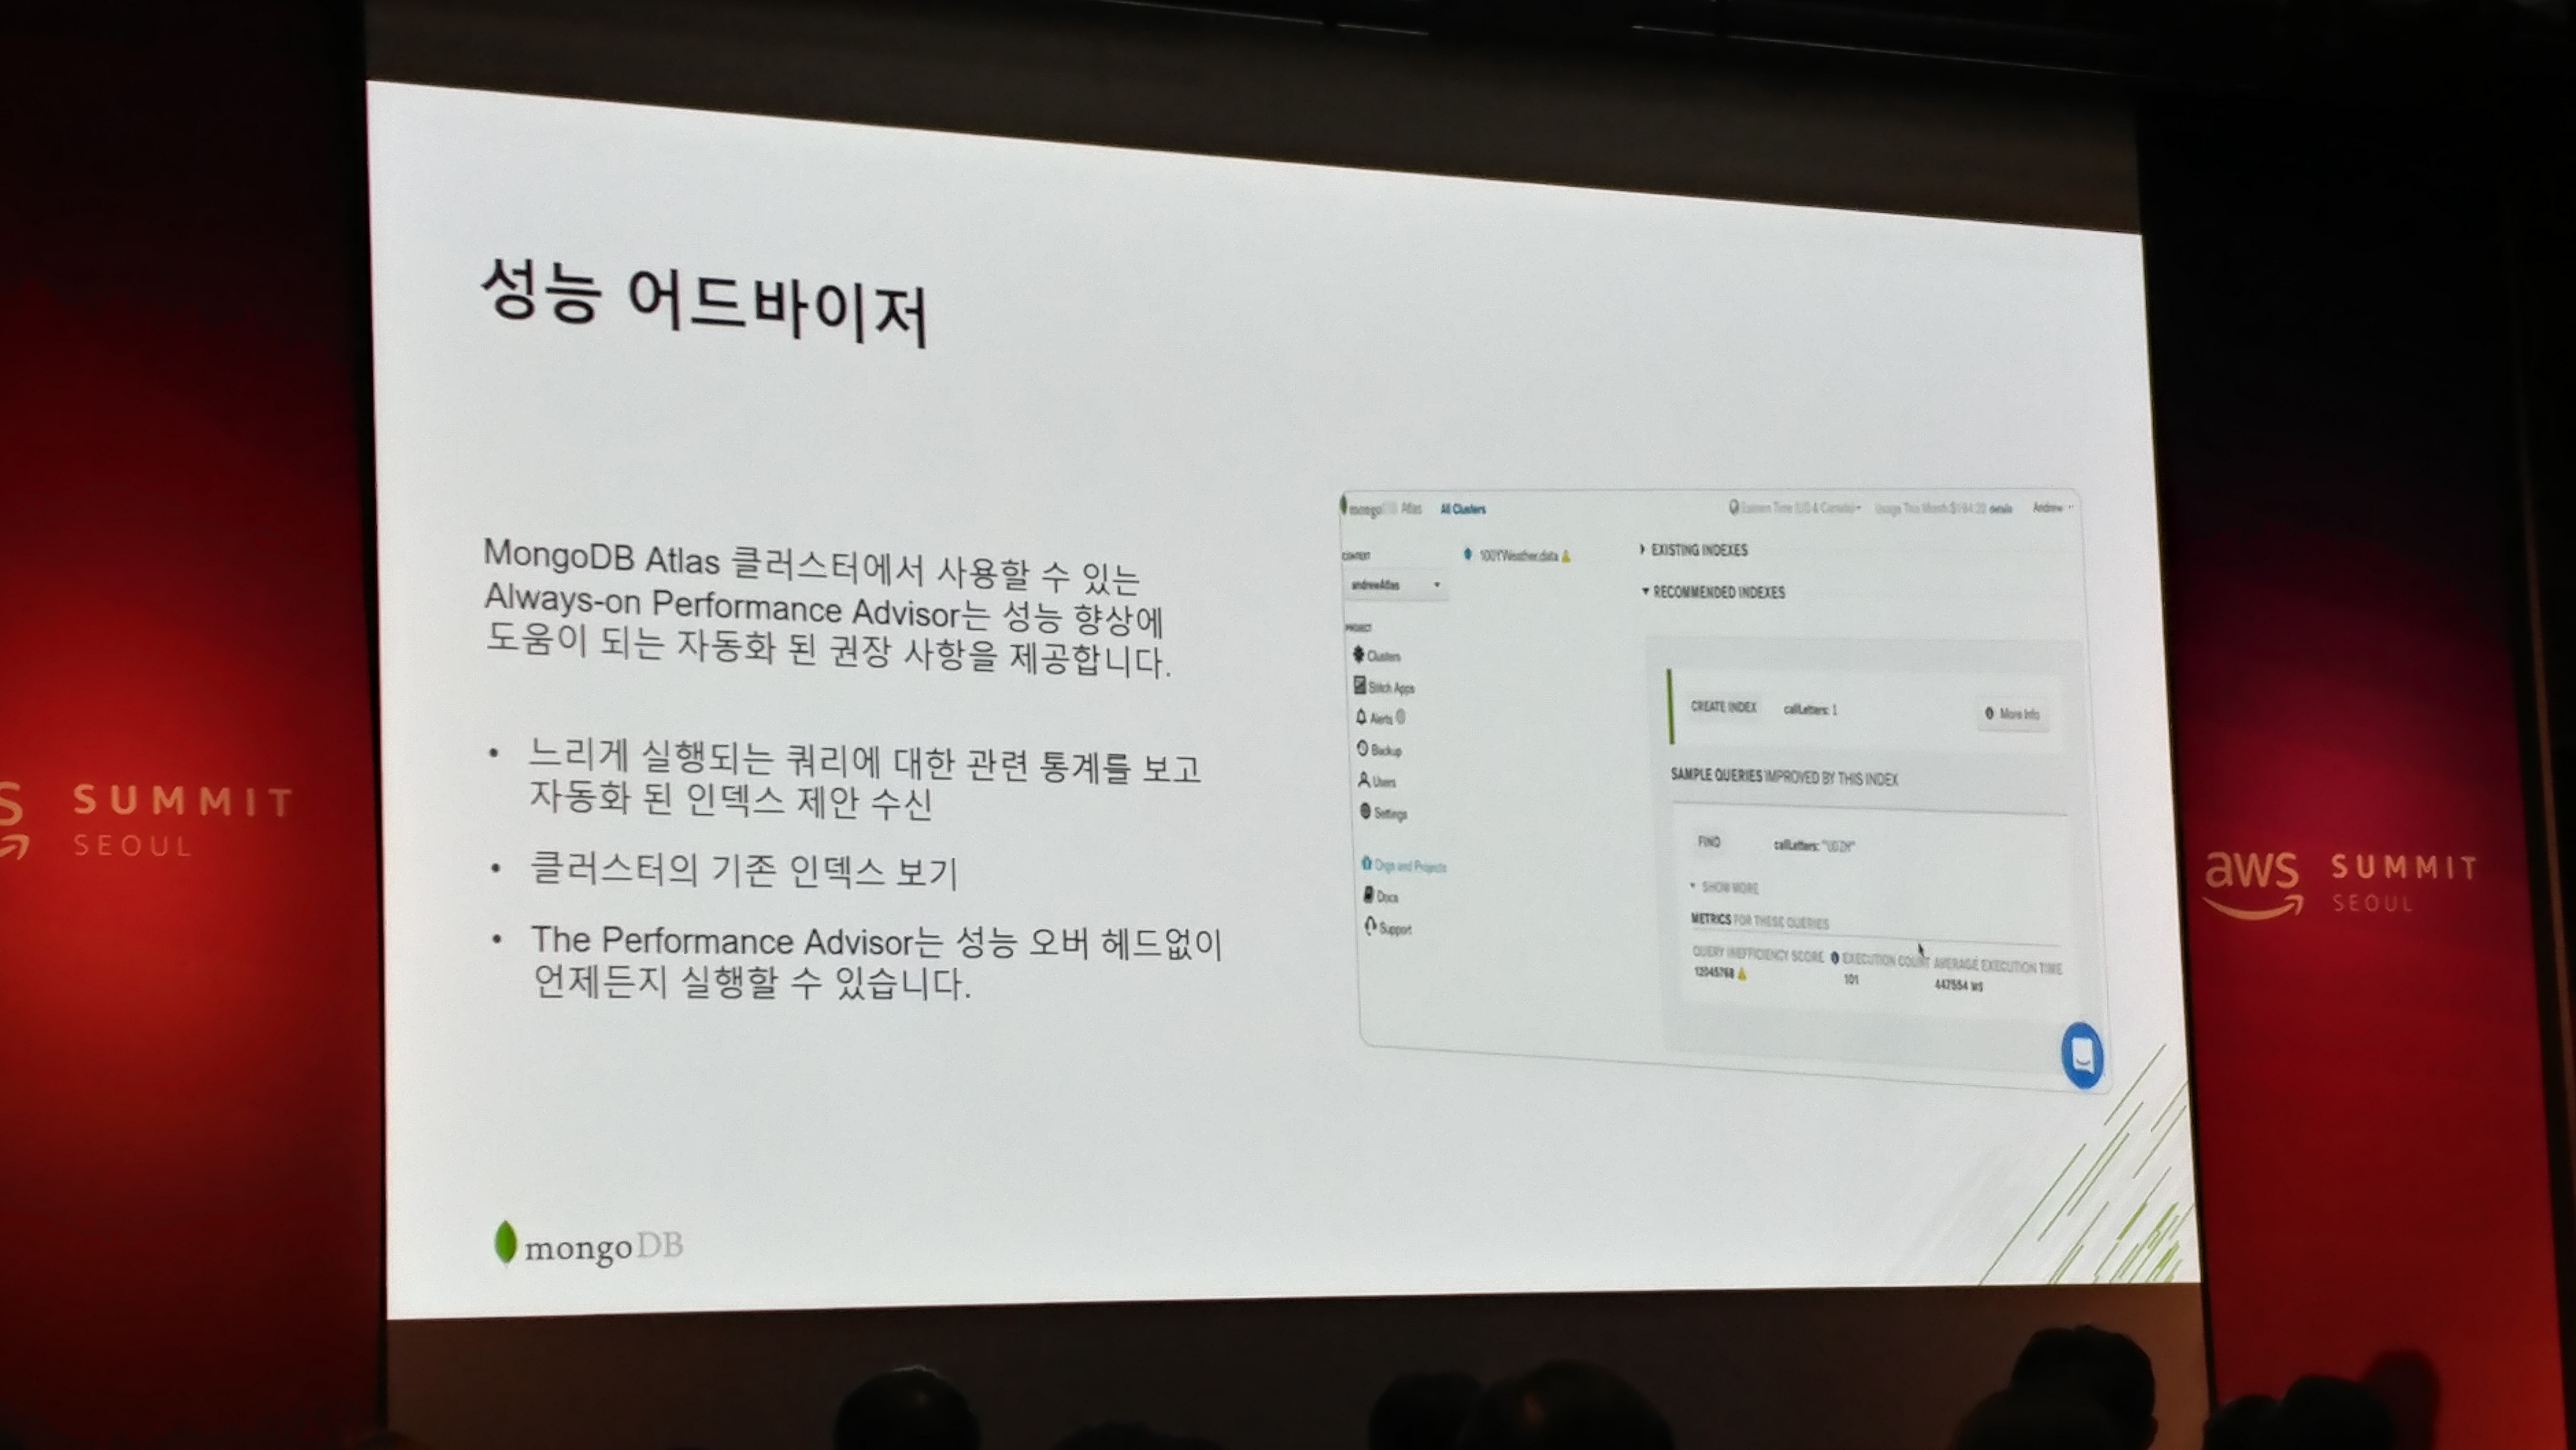 성능 어드바이저
MongoDB Atlas 클러스터에서 사용할 수 있는
Always-on Performance Advisor는 성능 향상에
도움이 되는 자동화 된 권장 사항을 제공합니다.
• 느리게 실행되는 쿼리에 대한 관련 통계를 보고
자동화 된 인덱스 제안 수신
• 클러스터의 기존 인덱스 보기
• The Performance Advisor는 성능 오버 헤드없이
언제든지 실행할 수 있습니다.
mongoDB
mongoDB Atlas All Clusters
Eastern Time (US & Canada) Usage This Month: details Andrew
CONTEXT
andrewAtlas
PROJECT
Clusters
Stitch Apps
Alerts 0
Backup
Users
Settings
Orgs and Projects
Docs
Support
100YWeather.data
EXISTING INDEXES
RECOMMENDED INDEXES
CREATE INDEX callLetters: 1 More Info
SAMPLE QUERIES IMPROVED BY THIS INDEX
FIND callLetters:
SHOW MORE
METRICS FOR THESE QUERIES
QUERY INEFFICIENCY SCORE EXECUTION COUNT AVERAGE EXECUTION TIME
12045768 101 447554 MS
S SUMMIT
SEOUL
aws SUMMIT
SEOUL